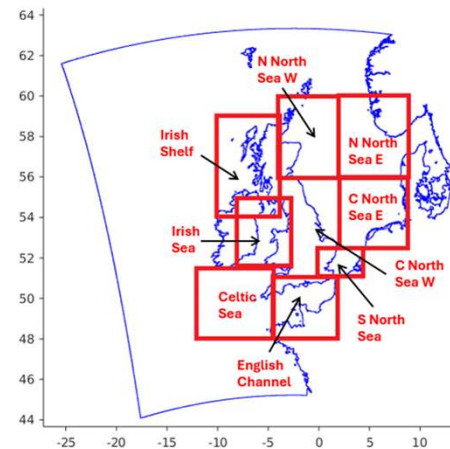 64
62
60
58
56
54
52
50
48
46
44
N North
Sea W
Irish
Shelf
N North
Sea E
C North
Sea E
Irish
Sea
C North
Sea W
Celtic
Sea
S North
Sea
English
Channel
-25 -20 -15 -10 -5 0 5 10